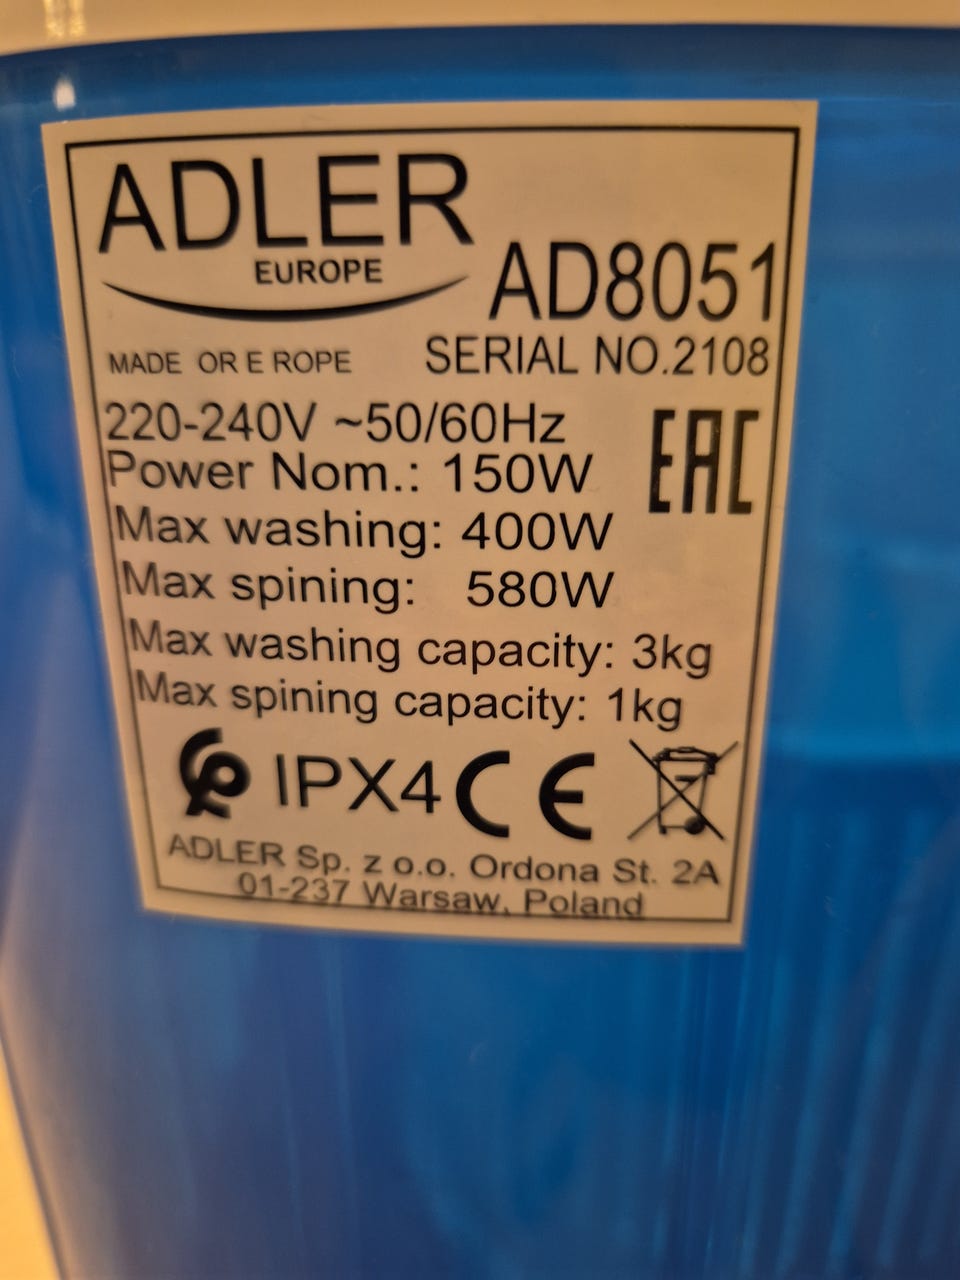 ADLER
EUROPE
AD8051
MADE OR E ROPE
SERIAL NO.2108
220-240V ~50/60Hz
Power Nom.: 150W
EAC
Max washing: 400W
Max spining: 580W
Max washing capacity: 3kg
Max spining capacity: 1kg
IPX4 CE
ADLER Sp. z o.o. Ordona St. 2A
01-237 Warsaw, Poland